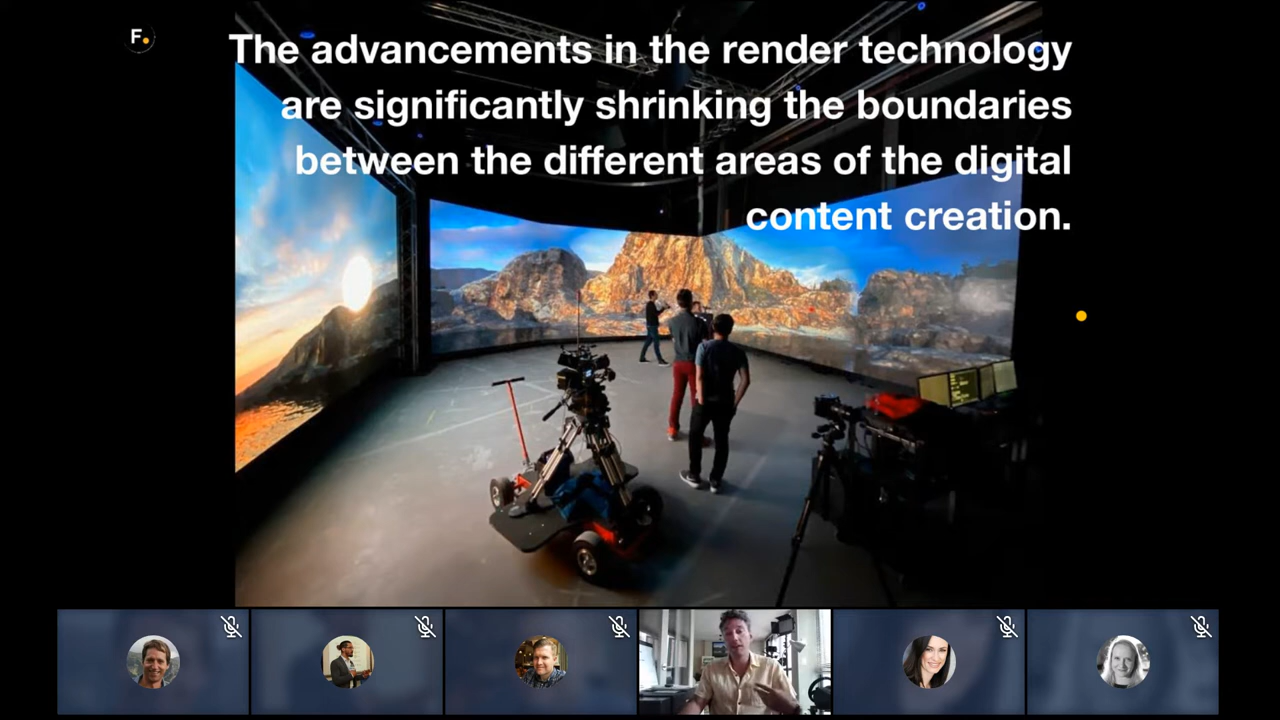 F.
The advancements in the render technology
are significantly shrinking the boundaries
between the different areas of the digital
content creation.